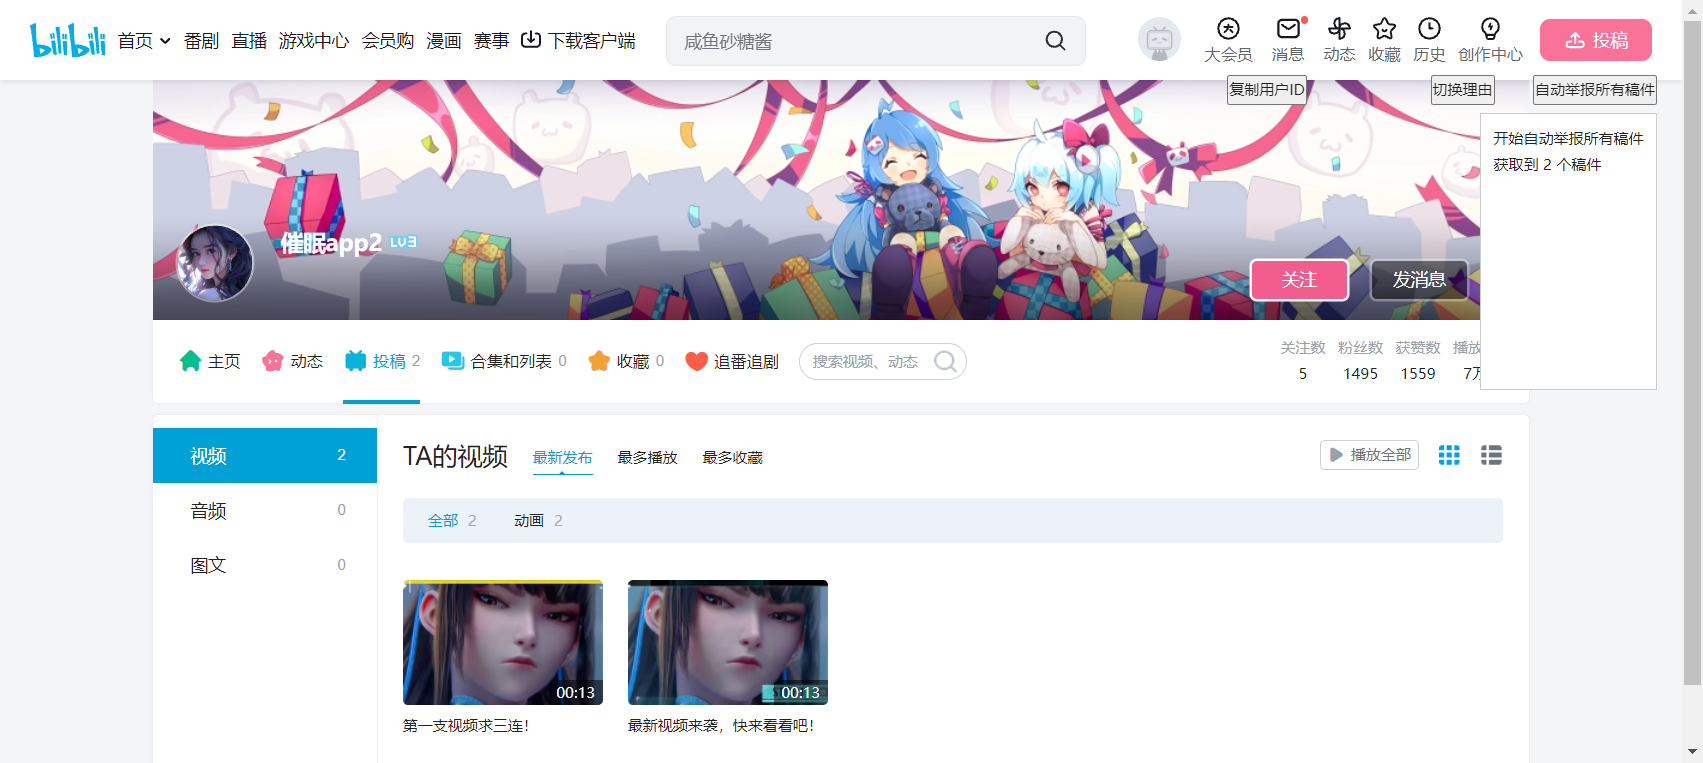 bilibili 首页 番剧 直播 游戏中心 会员购 漫画 赛事 下载客户端 咸鱼砂糖酱 大会员 消息 动态 收藏 历史 创作中心 投稿
复制用户ID 切换理由 自动举报所有稿件
开始自动举报所有稿件
获取到 2 个稿件
催眠app2 LV3
关注 发消息
主页 动态 投稿 2 合集和列表 0 收藏 0 追番追剧 搜索视频、动态
关注数 粉丝数 获赞数 播放
5 1495 1559 7万
视频 2
音频 0
图文 0
TA的视频 最新发布 最多播放 最多收藏 播放全部
全部 2 动画 2
00:13 00:13
第一支视频求三连! 最新视频来袭，快来看看吧!